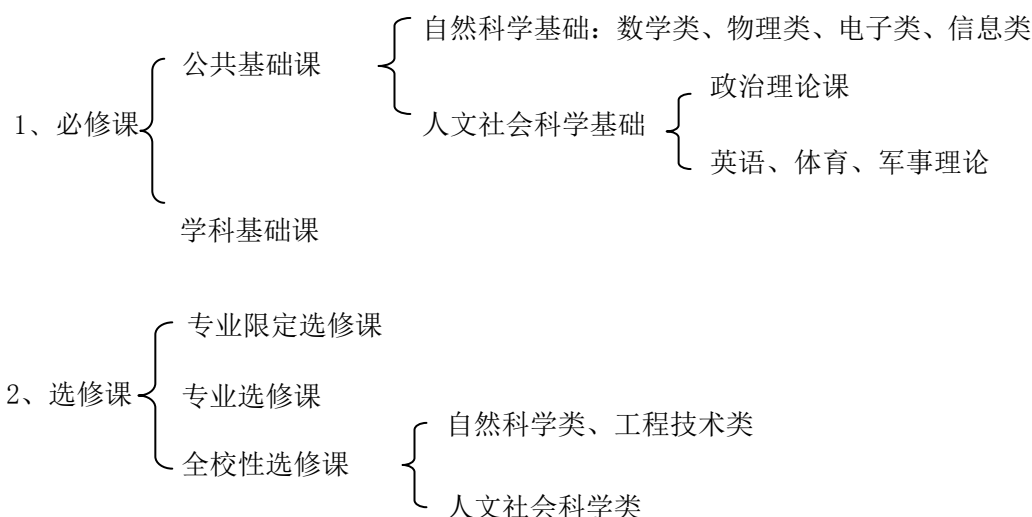 自然科学基础：数学类、物理类、电子类、信息类
公共基础课
政治理论课
1、必修课
人文社会科学基础
英语、体育、军事理论
学科基础课
专业限定选修课
2、选修课
专业选修课
自然科学类、工程技术类
全校性选修课
人文社会科学类